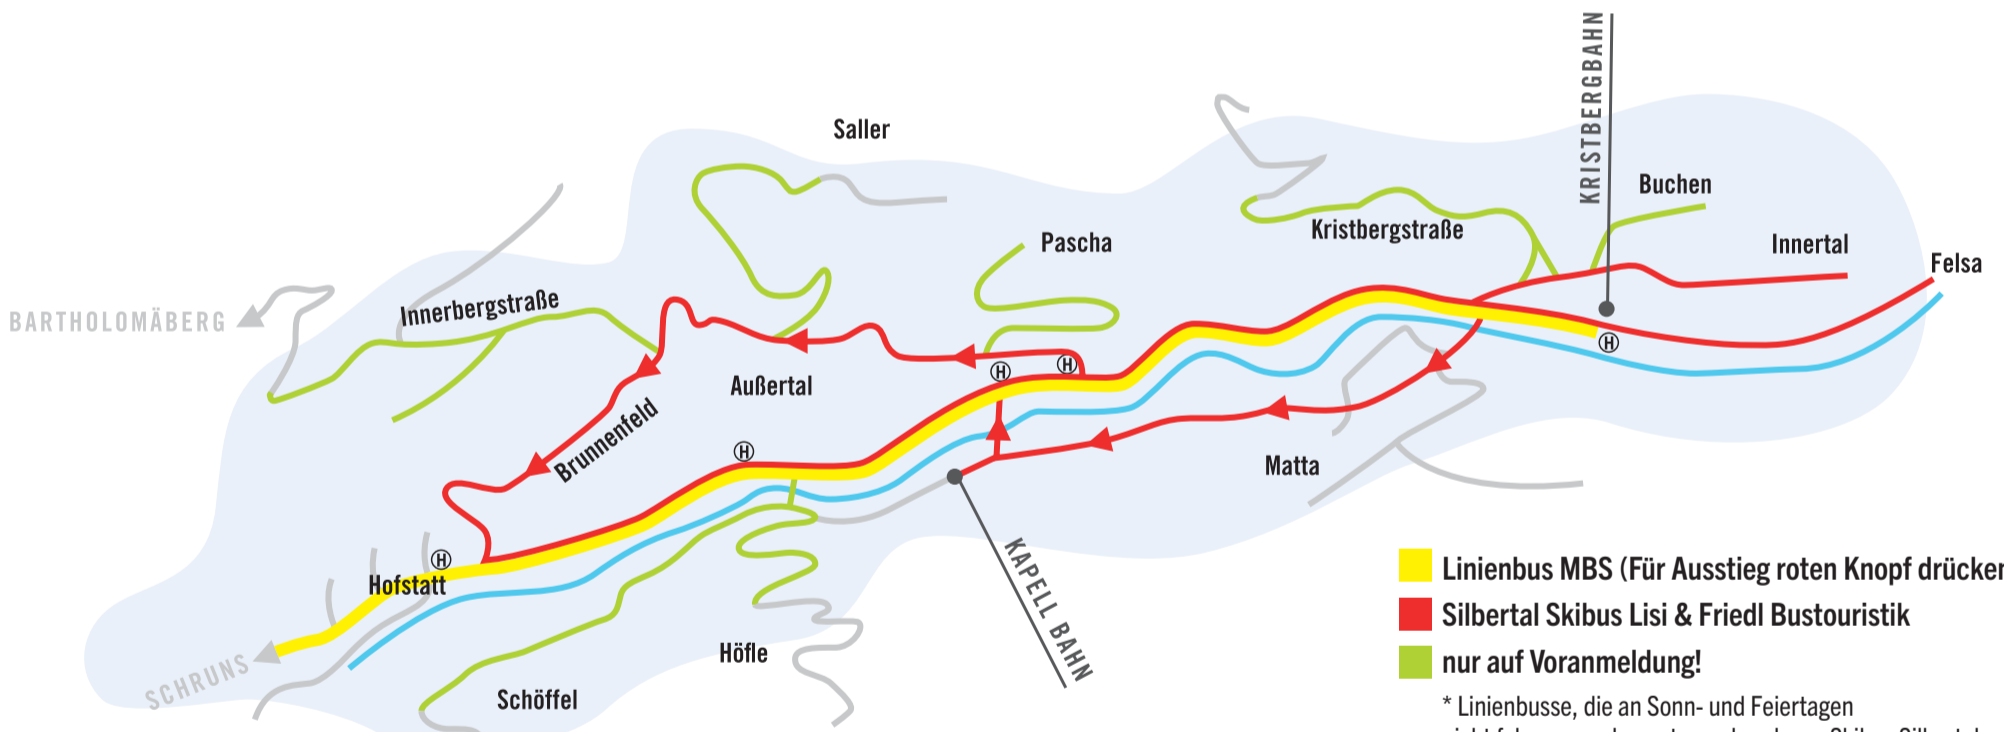 Saller
KRISTBERGBAHN
Buchen
Pascha
Kristbergstraße
Innertal
Felsa
BARTHOLOMÄBERG
Innerbergstraße
H
H
H
Außertal
Brunnenfeld
H
Matta
H
Hofstatt
KAPELL BAHN
SCHRUNS
Höfle
Schöffel
Linienbus MBS (Für Ausstieg roten Knopf drücken
Silbertal Skibus Lisi & Friedl Bustouristik
nur auf Voranmeldung!
* Linienbusse, die an Sonn- und Feiertagen